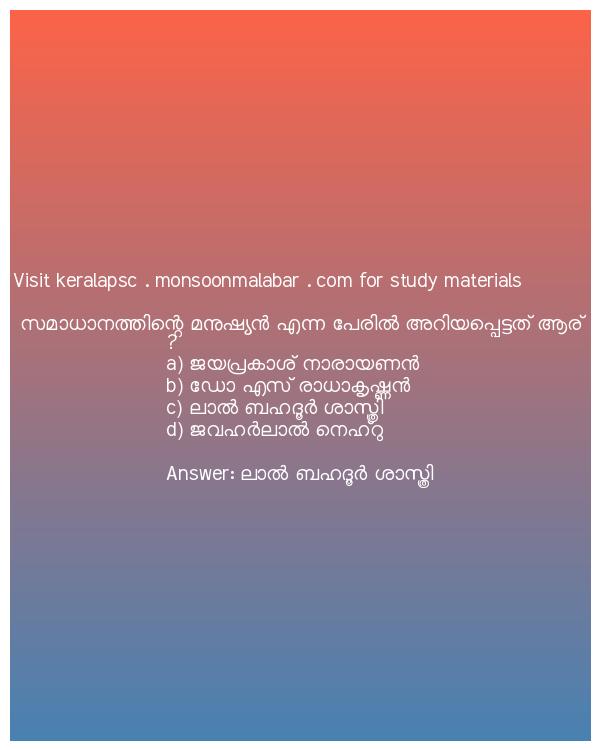 Visit keralapsc . monsoonmalabar . com for study materials
സമാധാനത്തിന്റെ മനുഷ്യൻ എന്ന പേരിൽ അറിയപ്പെട്ടത് ആര്
?
a) ജയപ്രകാശ് നാരായണൻ
b) ഡോ എസ് രാധാകൃഷ്ണൻ
c) ലാൽ ബഹദൂർ ശാസ്ത്രി
d) ജവഹർലാൽ നെഹ്റു
Answer: ലാൽ ബഹദൂർ ശാസ്ത്രി